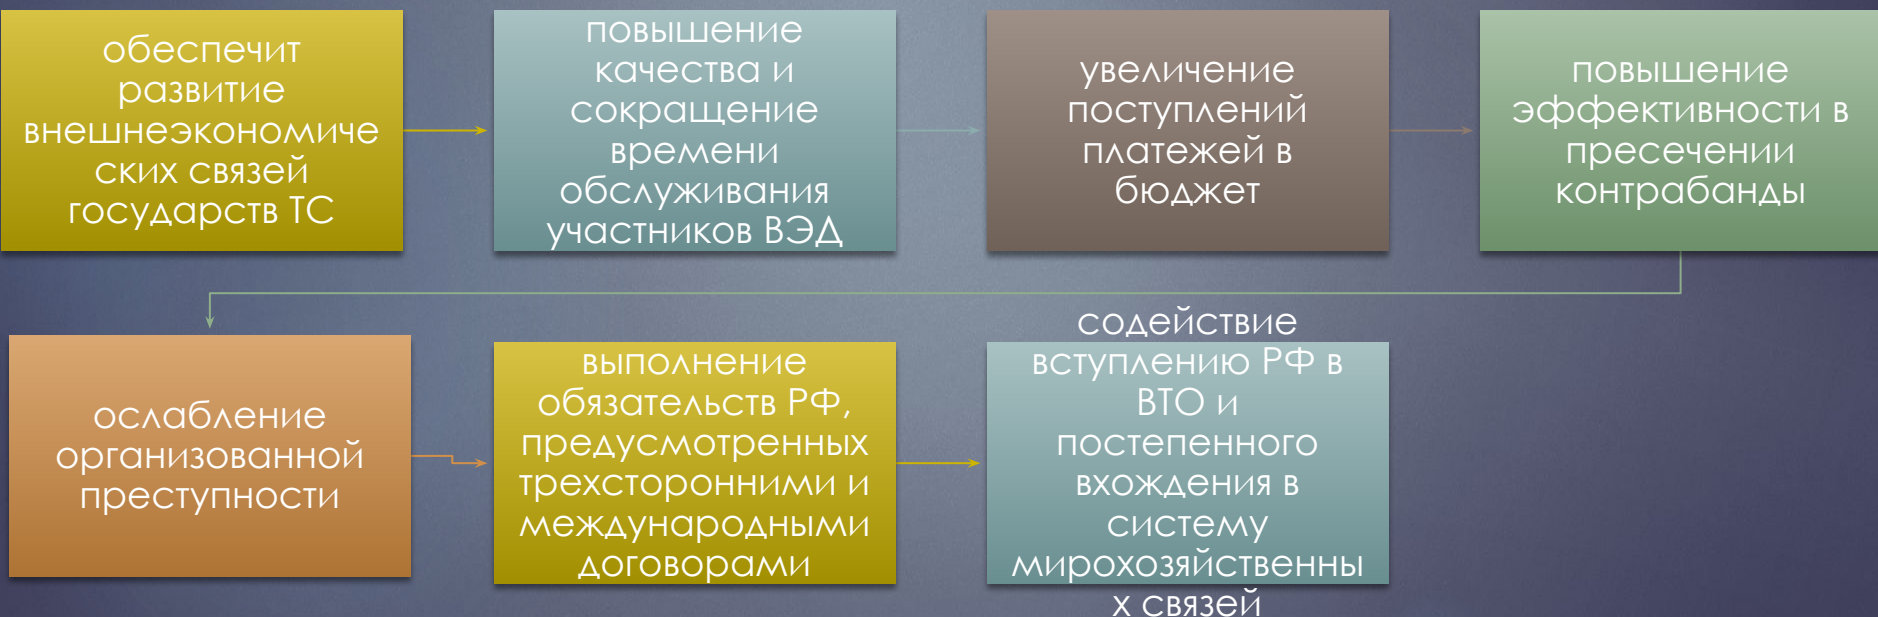 обеспечит
развитие
внешнеэкономиче
ских связей
государств ТС
повышение
качества и
сокращение
времени
обслуживания
участников ВЭД
увеличение
поступлений
платежей в
бюджет
повышение
эффективности в
пресечении
контрабанды
ослабление
организованной
преступности
выполнение
обязательств РФ,
предусмотренных
трехсторонними и
международными
договорами
содействие
вступлению РФ в
ВТО и
постепенного
вхождения в
систему
мирохозяйственны
х связей